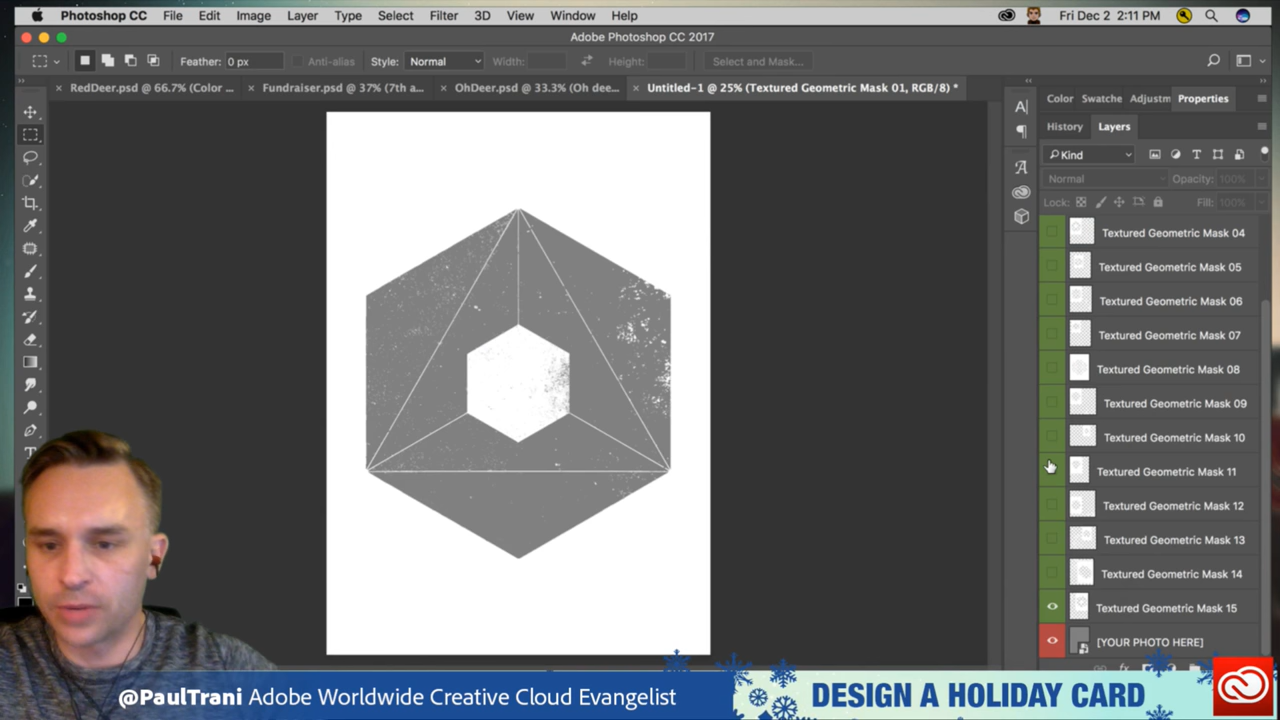 Photoshop CC File Edit Image Layer Type Select Filter 3D View Window Help Fri Dec 2 2:11 PM
Adobe Photoshop CC 2017
Feather: 0 px Anti-alias Style: Normal Width: Height: Select and Mask...
RedDeer.psd @ 66.7% (Color ... Fundraiser.psd @ 37% (7th a... OhDeer.psd @ 33.3% (Oh dee... Untitled-1 @ 25% (Textured Geometric Mask 01, RGB/8) *
Color Swatche Adjustm Properties
History Layers
Kind
Normal Opacity: 100%
Lock: Fill: 100%
Textured Geometric Mask 04
Textured Geometric Mask 05
Textured Geometric Mask 06
Textured Geometric Mask 07
Textured Geometric Mask 08
Textured Geometric Mask 09
Textured Geometric Mask 10
Textured Geometric Mask 11
Textured Geometric Mask 12
Textured Geometric Mask 13
Textured Geometric Mask 14
Textured Geometric Mask 15
[YOUR PHOTO HERE]
@PaulTrani Adobe Worldwide Creative Cloud Evangelist
DESIGN A HOLIDAY CARD